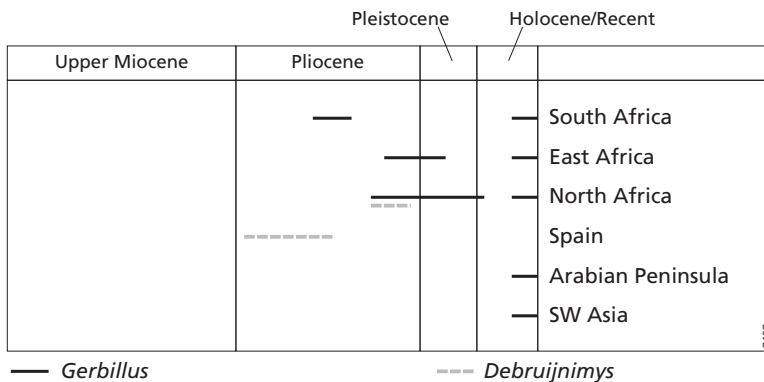 Pleistocene Holocene/Recent
Upper Miocene Pliocene
South Africa
East Africa
North Africa
Spain
Arabian Peninsula
SW Asia
Gerbillus Debruijnimys